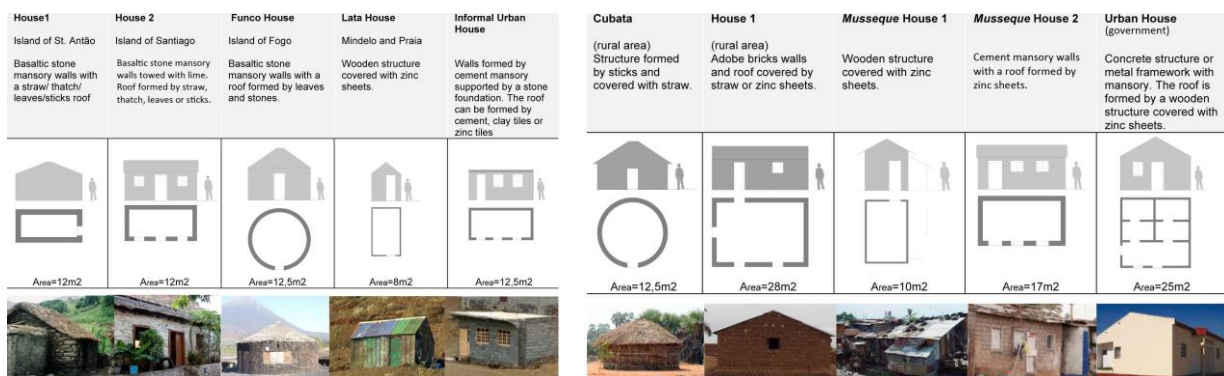 House1
Island of St. Antão
Basaltic stone
mansory walls with
a straw/ thatch/
leaves/sticks roof
Area=12m2
House 2
Island of Santiago
Basaltic stone mansory
walls towed with lime.
Roof formed by straw,
thatch, leaves or sticks.
Area=12m2
Funco House
Island of Fogo
Basaltic stone
mansory walls with a
roof formed by leaves
and stones.
Area=12,5m2
Lata House
Mindelo and Praia
Wooden structure
covered with zinc
sheets.
Area=8m2
Informal Urban
House
Walls formed by
cement mansory
supported by a stone
foundation. The roof
can be formed by
cement, clay tiles or
zinc tiles
Area=12,5m2
Cubata
(rural area)
Structure formed
by sticks and
covered with straw.
Area=12,5m2
House 1
(rural area)
Adobe bricks walls
and roof covered by
straw or zinc sheets.
Area=28m2
Musseque House 1
Wooden structure
covered with zinc
sheets.
Area=10m2
Musseque House 2
Cement mansory walls
with a roof formed by
zinc sheets.
Area=17m2
Urban House
(government)
Concrete structure or
metal framework with
mansory. The roof is
formed by a wooden
structure covered with
zinc sheets.
Area=25m2